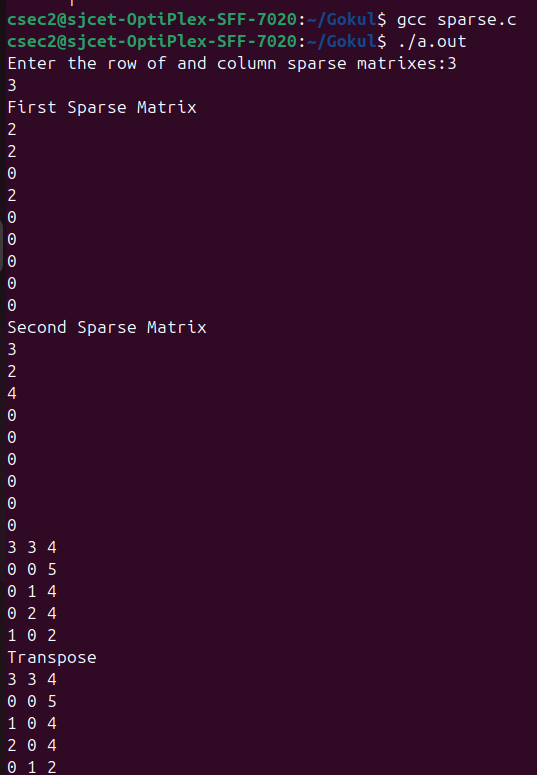 csec2@sjcet-OptiPlex-SFF-7020:~/Gokul$ gcc sparse.c
csec2@sjcet-OptiPlex-SFF-7020:~/Gokul$ ./a.out
Enter the row of and column sparse matrixes:3
3
First Sparse Matrix
2
2
0
2
0
0
0
0
0
Second Sparse Matrix
3
2
4
0
0
0
0
0
0
3 3 4
0 0 5
0 1 4
0 2 4
1 0 2
Transpose
3 3 4
0 0 5
1 0 4
2 0 4
0 1 2